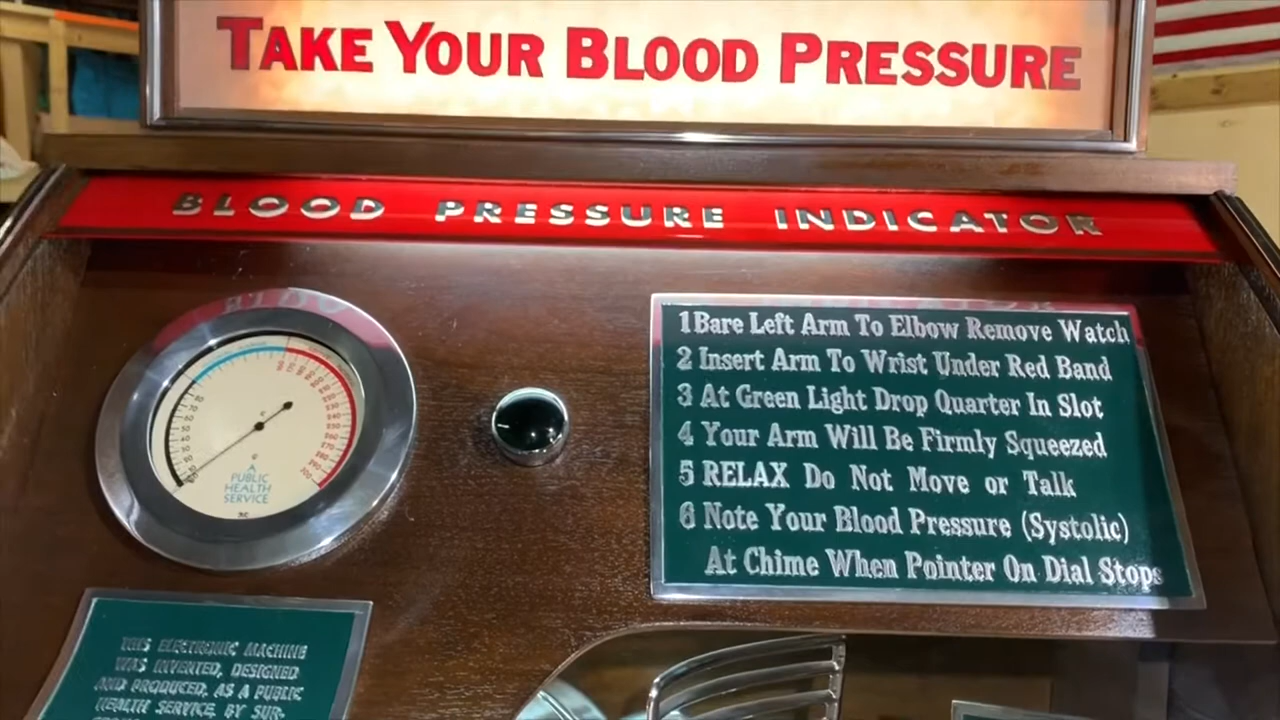 TAKE YOUR BLOOD PRESSURE
BLOOD PRESSURE INDICATOR
1 Bare Left Arm To Elbow Remove Watch
2 Insert Arm To Wrist Under Red Band
3 At Green Light Drop Quarter In Slot
4 Your Arm Will Be Firmly Squeezed
5 RELAX Do Not Move or Talk
6 Note Your Blood Pressure (Systolic)
At Chime When Pointer On Dial Stops
A
PUBLIC
HEALTH
SERVICE
THIS ELECTRONIC MACHINE
WAS INVENTED, DESIGNED
AND PRODUCED, AS A PUBLIC
HEALTH SERVICE, BY SUR-